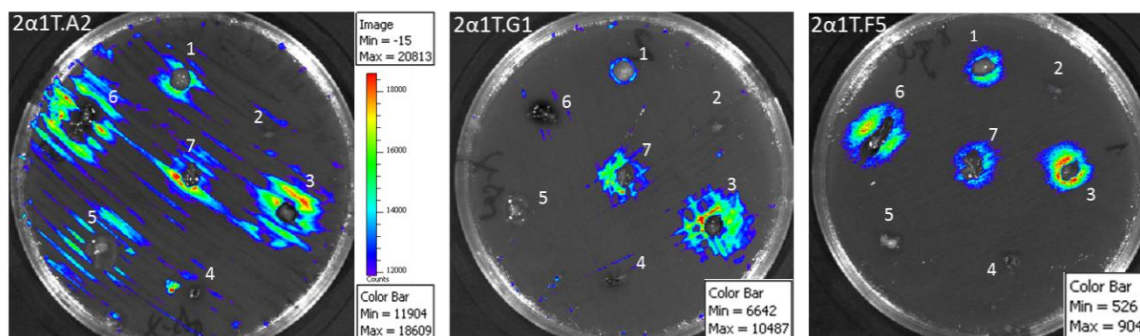 2α1T.A2
1
2
3
4
5
6
7
Image
Min = -15
Max = 20813
18000
16000
14000
12000
Counts
Color Bar
Min = 11904
Max = 18609
2α1T.G1
1
2
3
4
5
6
7
Color Bar
Min = 6642
Max = 10487
2α1T.F5
1
2
3
4
5
6
7
Color Bar
Min = 526
Max = 904